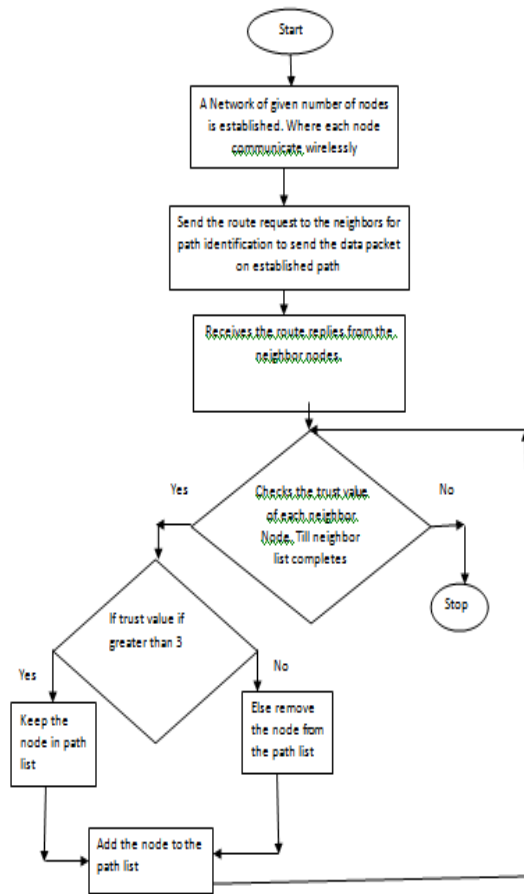 Start
A Network of given number of nodes
is established. Where each node
communicate wirelessly
Send the route request to the neighbors for
path identification to send the data packet
on established path
Receives the route replies from the
neighbor nodes.
Yes
No
Checks the trust value
of each neighbor
Node. Till neighbor
list completes
Stop
If trust value if
greater than 3
Yes
No
Keep the
node in path
list
Else remove
the node from
the path list
Add the node to the
path list